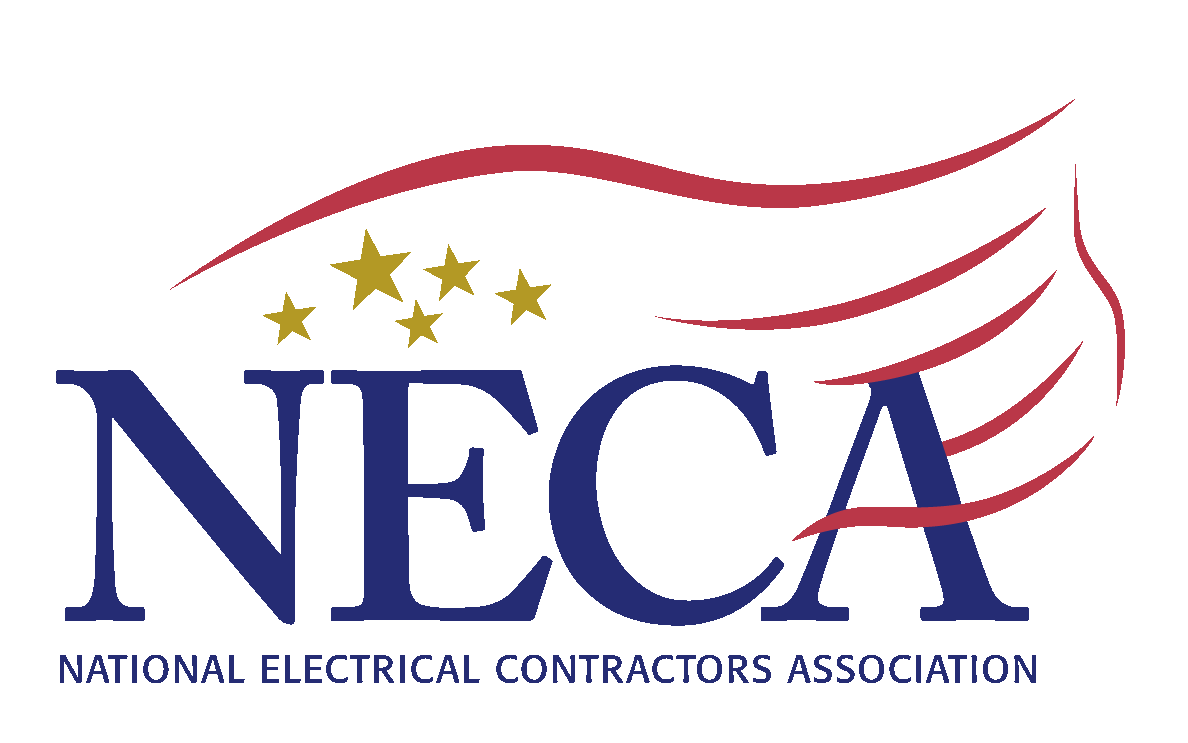 NECA
NATIONAL ELECTRICAL CONTRACTORS ASSOCIATION